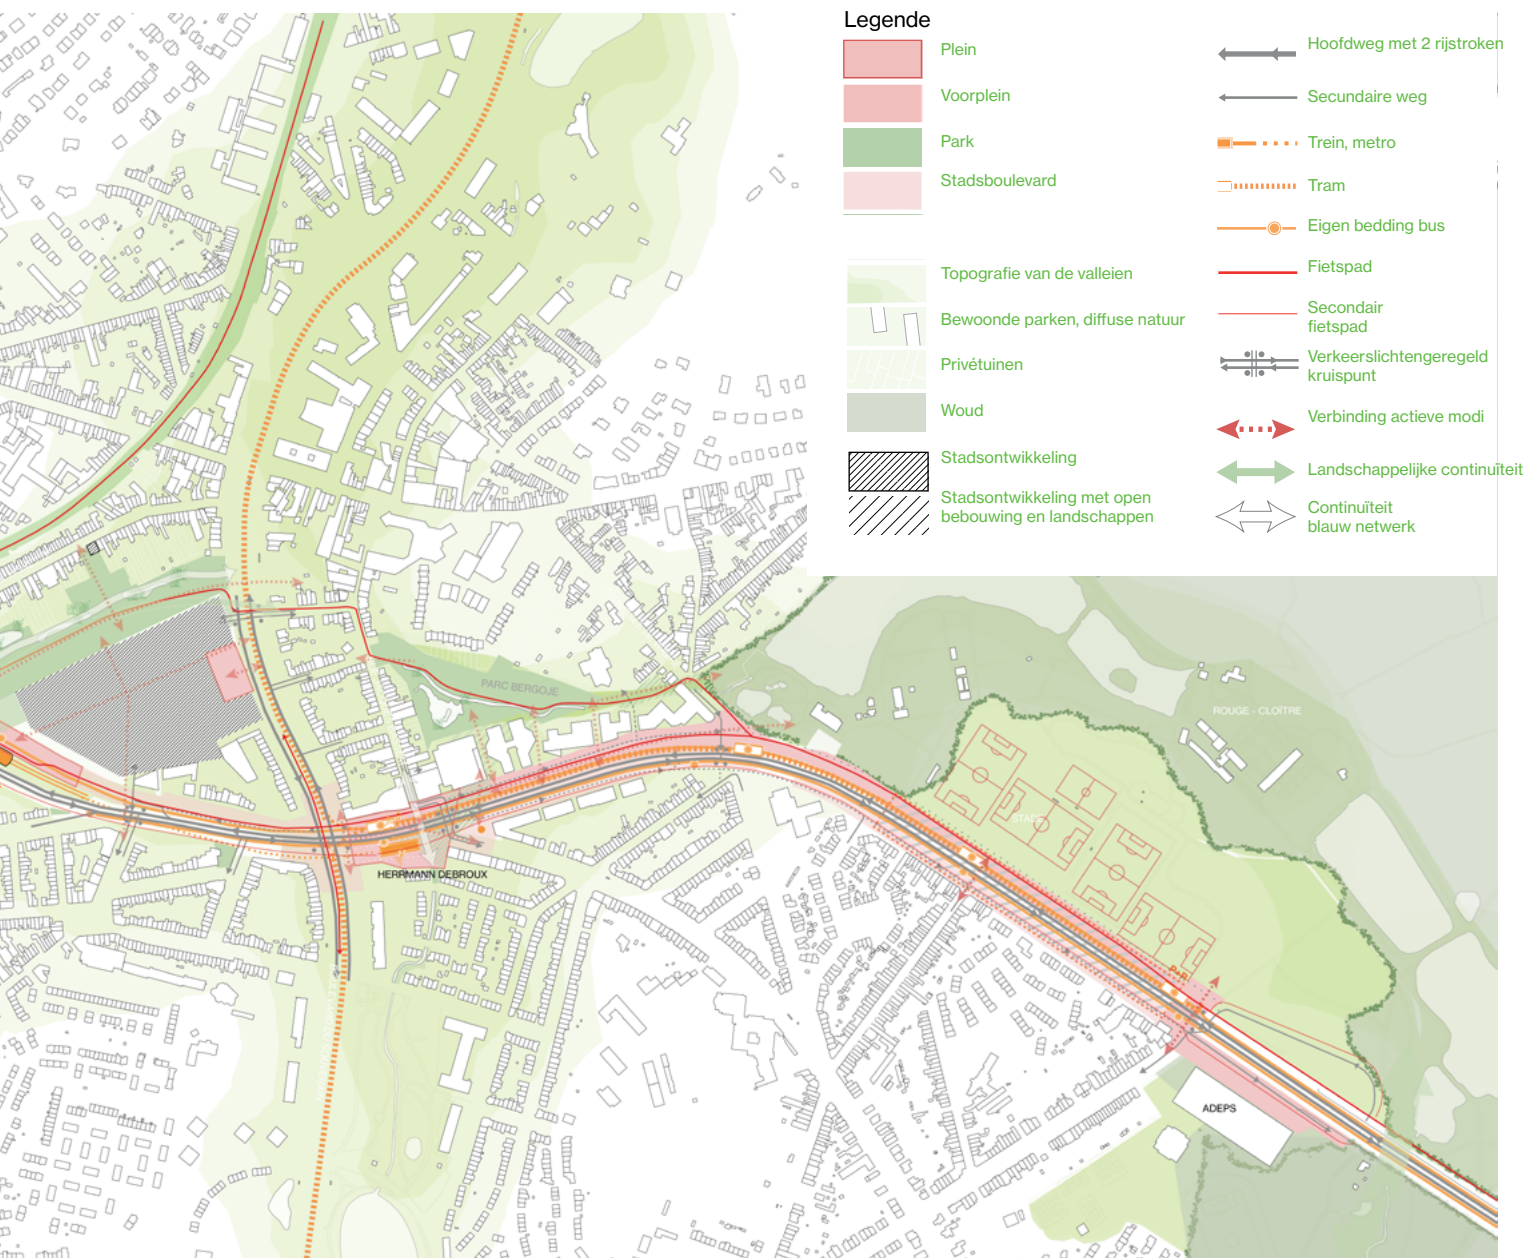 Legende
Plein
Voorplein
Park
Stadsboulevard
Topografie van de valleien
Bewoonde parken, diffuse natuur
Privétuinen
Woud
Stadsontwikkeling
Stadsontwikkeling met open
bebouwing en landschappen
Hoofdweg met 2 rijstroken
Secundaire weg
Trein, metro
Tram
Eigen bedding bus
Fietspad
Secondair
fietspad
Verkeerslichtengeregeld
kruispunt
Verbinding actieve modi
Landschappelijke continuïteit
Continuïteit
blauw netwerk
PARC BERGOJE
ROUGE - CLOÎTRE
STADE
HERRMANN DEBROUX
P+R
ADEPS